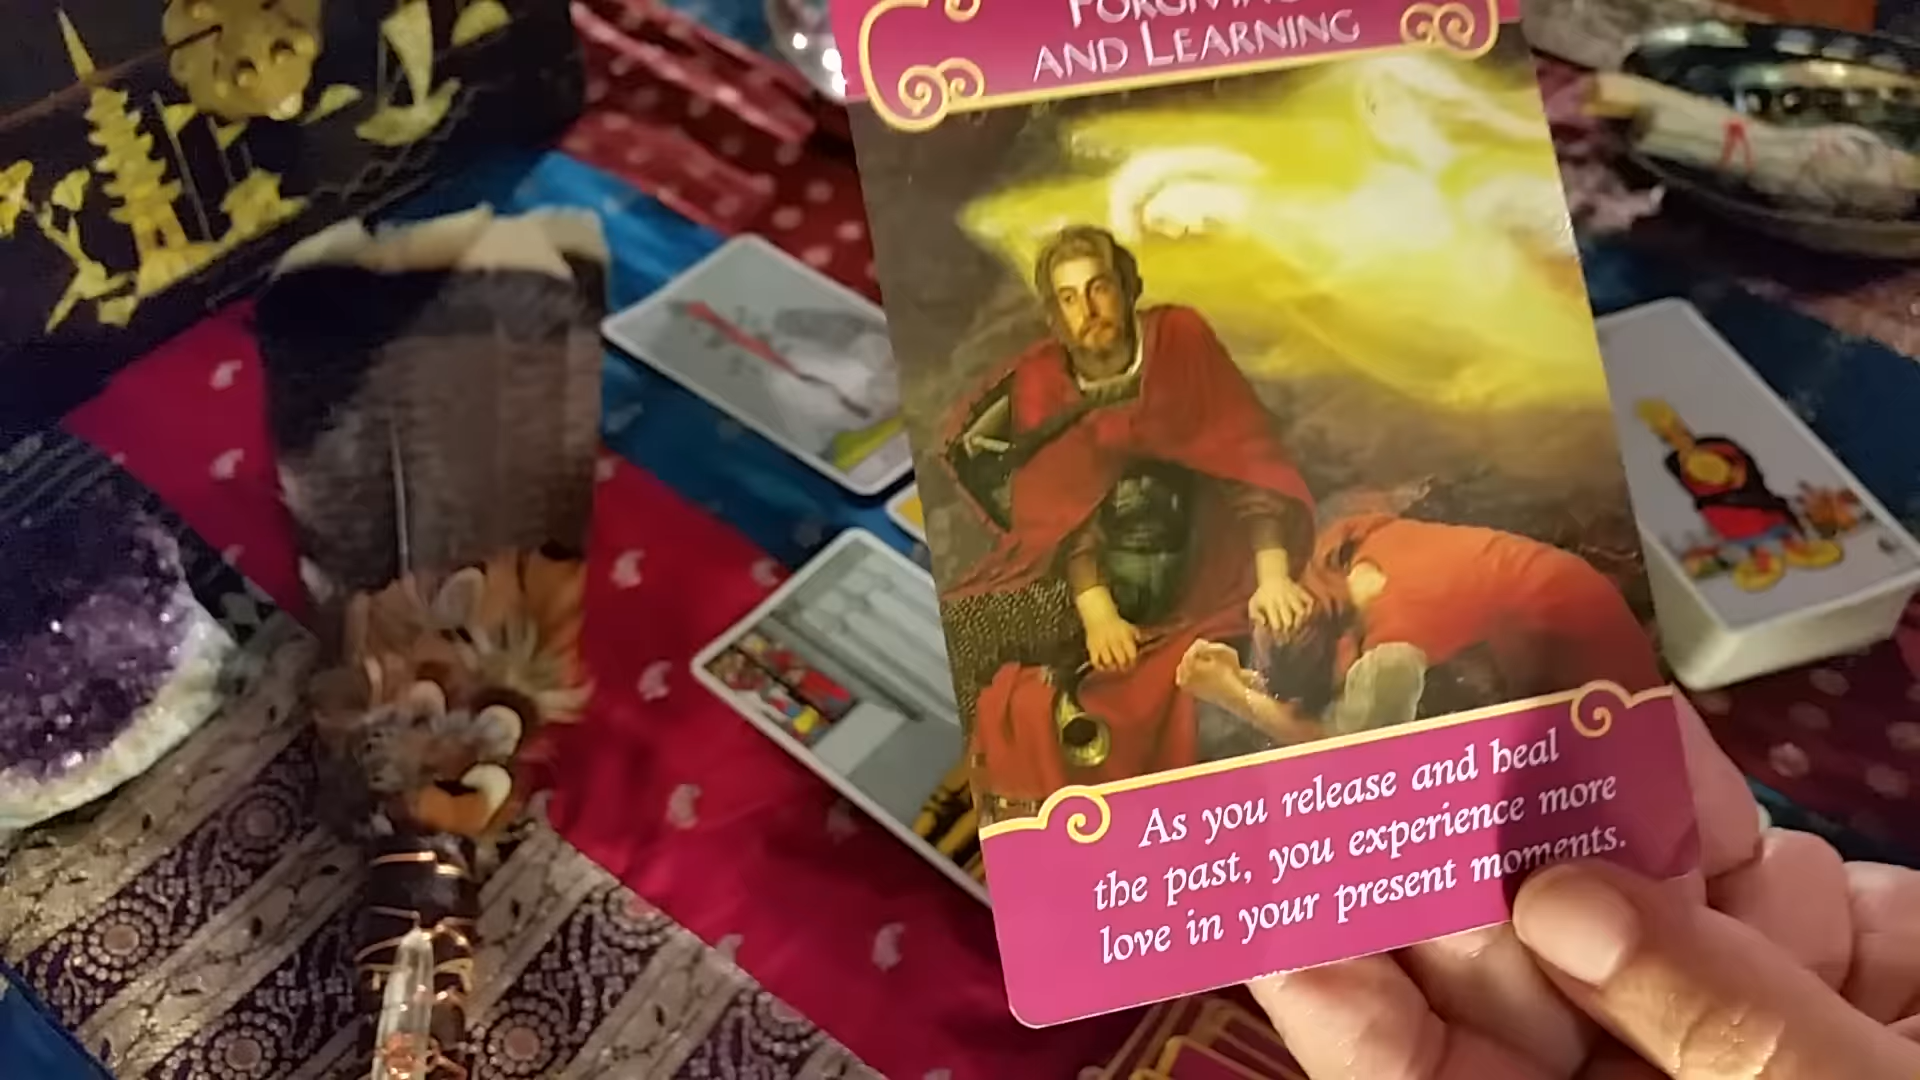 AND LEARNING
As you release and heal
the past, you experience more
love in your present moments.